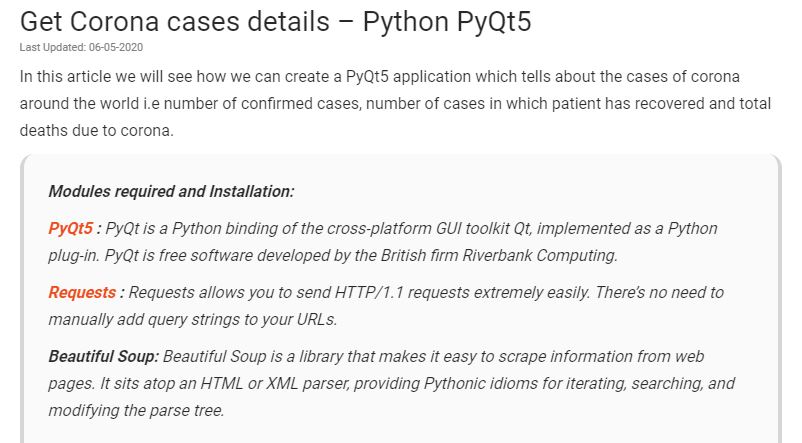 Get Corona cases details – Python PyQt5
Last Updated: 06-05-2020
In this article we will see how we can create a PyQt5 application which tells about the cases of corona
around the world i.e number of confirmed cases, number of cases in which patient has recovered and total
deaths due to corona.
Modules required and Installation:
PyQt5 : PyQt is a Python binding of the cross-platform GUI toolkit Qt, implemented as a Python
plug-in. PyQt is free software developed by the British firm Riverbank Computing.
Requests : Requests allows you to send HTTP/1.1 requests extremely easily. There’s no need to
manually add query strings to your URLs.
Beautiful Soup: Beautiful Soup is a library that makes it easy to scrape information from web
pages. It sits atop an HTML or XML parser, providing Pythonic idioms for iterating, searching, and
modifying the parse tree.